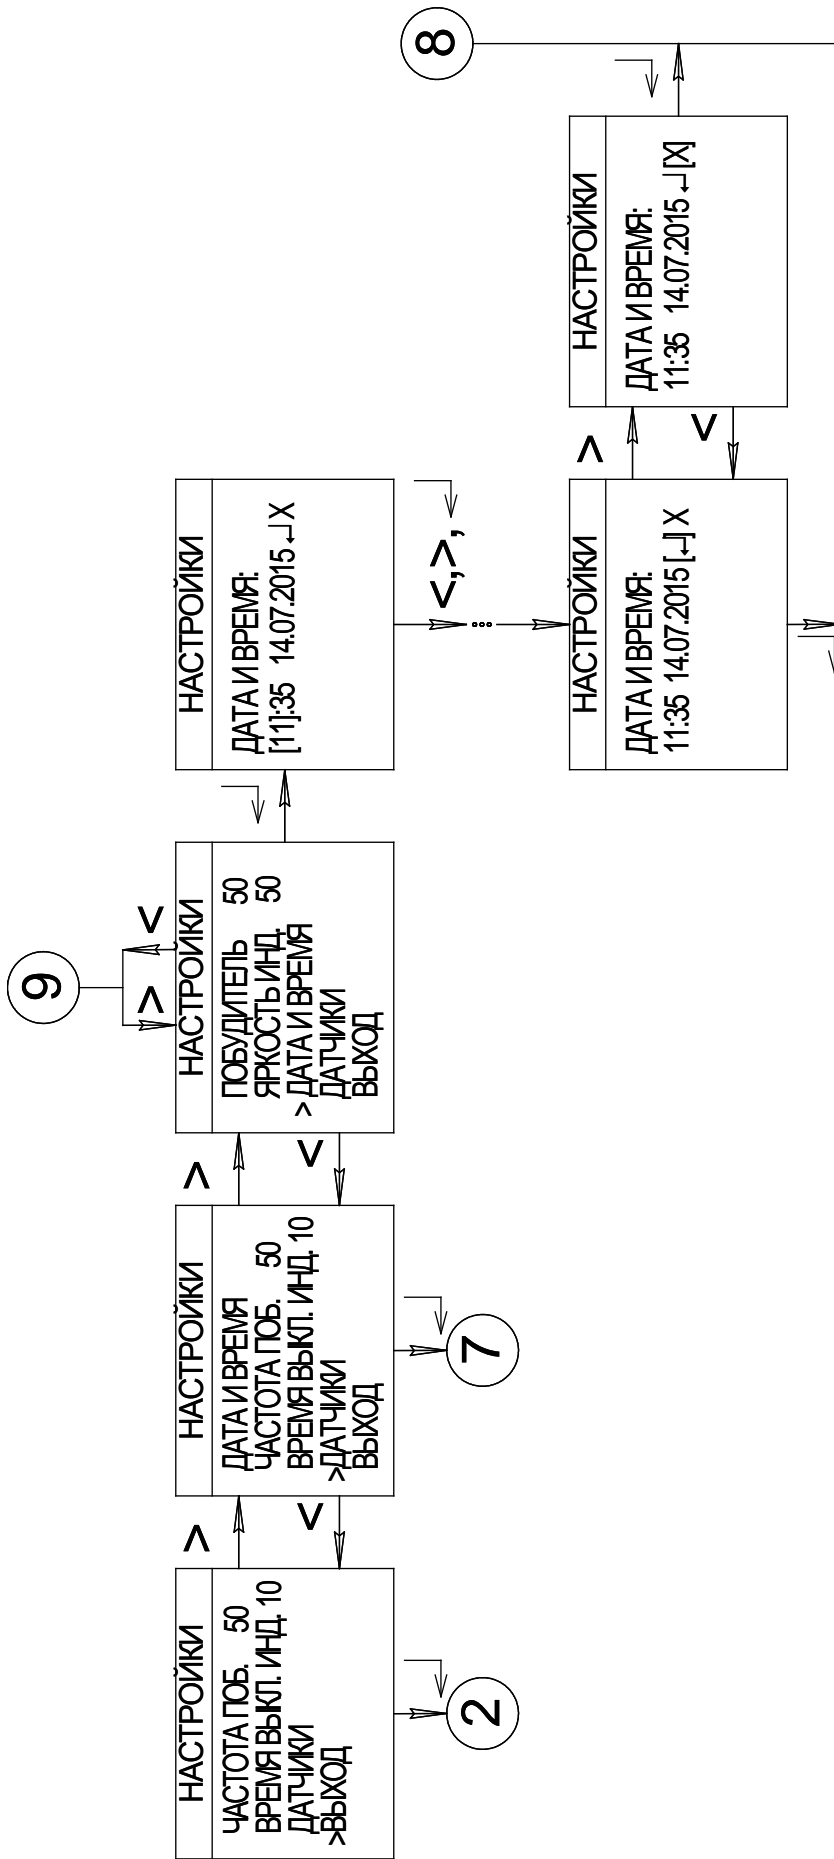 НАСТРОЙКИ
ЧАСТОТА ПОБ. 50
ВРЕМЯ ВЫКЛ. ИНД. 10
ДАТЧИКИ
>ВЫХОД
2
>
<
НАСТРОЙКИ
ДАТА И ВРЕМЯ
ЧАСТОТА ПОБ. 50
ВРЕМЯ ВЫКЛ. ИНД. 10
>ДАТЧИКИ
ВЫХОД
7
>
<
9
>
<
НАСТРОЙКИ
ПОБУДИТЕЛЬ 50
ЯРКОСТЬ ИНД. 50
>ДАТА И ВРЕМЯ
ДАТЧИКИ
ВЫХОД
НАСТРОЙКИ
ДАТА И ВРЕМЯ:
[11]:35 14.07.2015 ↵ X
<,>,
НАСТРОЙКИ
ДАТА И ВРЕМЯ:
11:35 14.07.2015 [↵] X
>
<
НАСТРОЙКИ
ДАТА И ВРЕМЯ:
11:35 14.07.2015 ↵ [X]
8